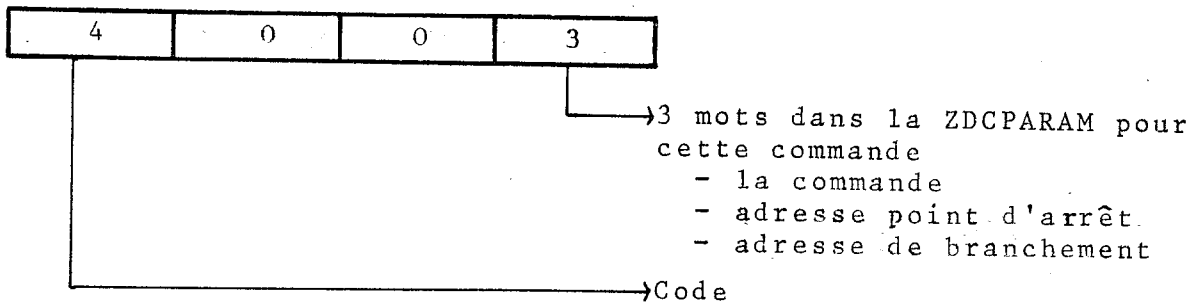 4 0 0 3
3 mots dans la ZDCPARAM pour
cette commande
- la commande
- adresse point d'arrêt
- adresse de branchement
Code